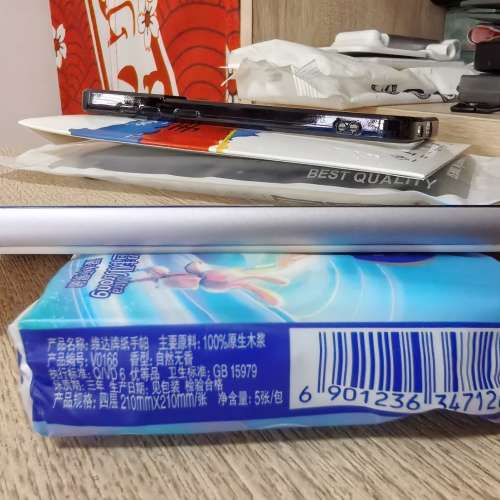 BEST QUALITY
产品名称: 维达牌纸手帕 主要原料: 100%原生木浆
产品编号: V0166 香型: 自然无香
执行标准: Q/VD 6 优等品 卫生标准: GB 15979
保质期: 三年 生产日期: 见包装 检验合格
产品规格: 四层 210mm×210mm/张 净含量: 5张/包
6 901236 34712